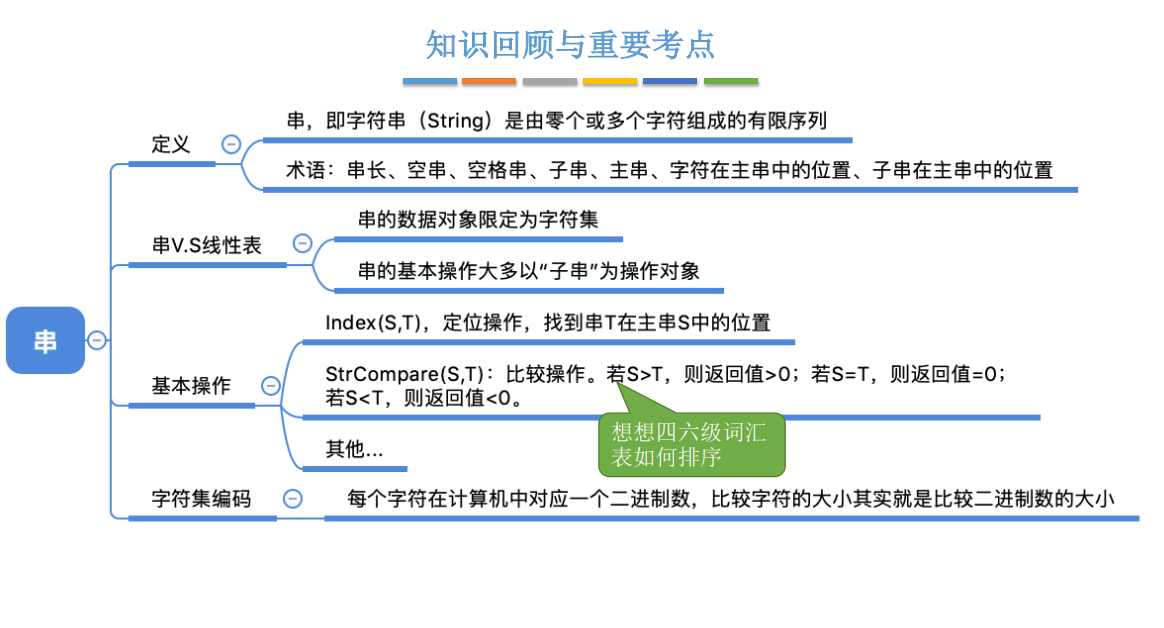 知识回顾与重要考点
串
定义
串，即字符串（String）是由零个或多个字符组成的有限序列
术语：串长、空串、空格串、子串、主串、字符在主串中的位置、子串在主串中的位置
串V.S线性表
串的数据对象限定为字符集
串的基本操作大多以“子串”为操作对象
基本操作
Index(S,T)，定位操作，找到串T在主串S中的位置
StrCompare(S,T)：比较操作。若S>T，则返回值>0；若S=T，则返回值=0；
若S<T，则返回值<0。
想想四六级词汇
表如何排序
其他...
字符集编码
每个字符在计算机中对应一个二进制数，比较字符的大小其实就是比较二进制数的大小